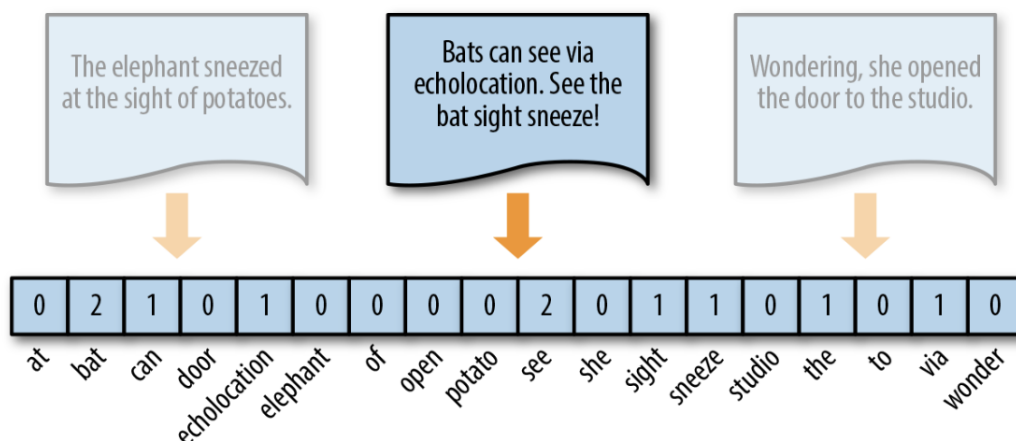 The elephant sneezed
at the sight of potatoes.
Bats can see via
echolocation. See the
bat sight sneeze!
Wondering, she opened
the door to the studio.
0 2 1 0 1 0 0 0 0 2 0 1 1 0 1 0 1 0
at bat can door echolocation elephant of open potato see she sight sneeze studio the to via wonder